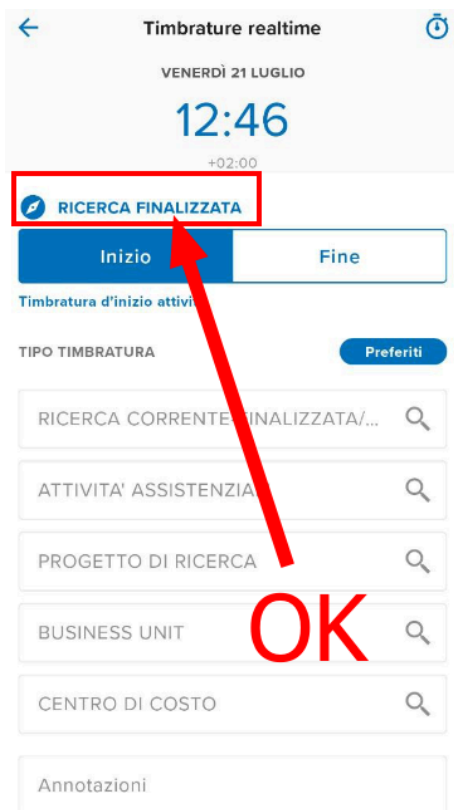 Timbrature realtime
VENERDÌ 21 LUGLIO
12:46
+02:00
RICERCA FINALIZZATA
Inizio
Fine
Timbratura d'inizio attivi
TIPO TIMBRATURA
Preferiti
RICERCA CORRENTE FINALIZZATA/...
ATTIVITA' ASSISTENZIA
PROGETTO DI RICERCA
BUSINESS UNIT
OK
CENTRO DI COSTO
Annotazioni